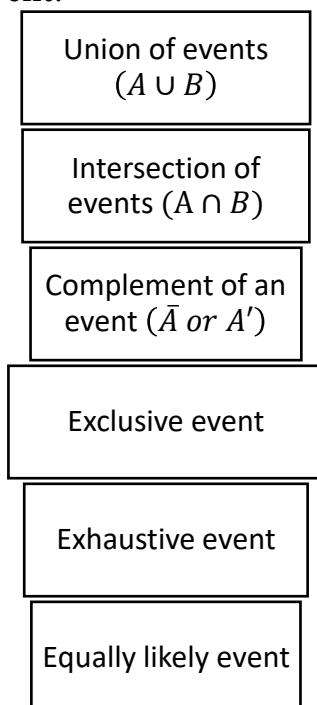 Union of events
(𝐴 ∪ 𝐵)
Intersection of
events (A ∩ 𝐵)
Complement of an
event (𝐴̄ 𝑜𝑟 𝐴′)
Exclusive event
Exhaustive event
Equally likely event